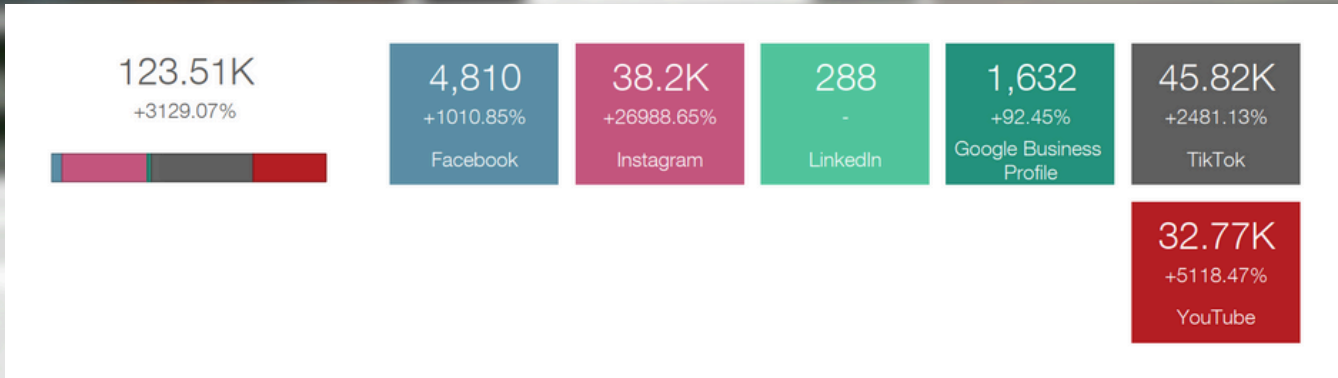 123.51K
+3129.07%
4,810
+1010.85%
Facebook
38.2K
+26988.65%
Instagram
288
-
LinkedIn
1,632
+92.45%
Google Business
Profile
45.82K
+2481.13%
TikTok
32.77K
+5118.47%
YouTube